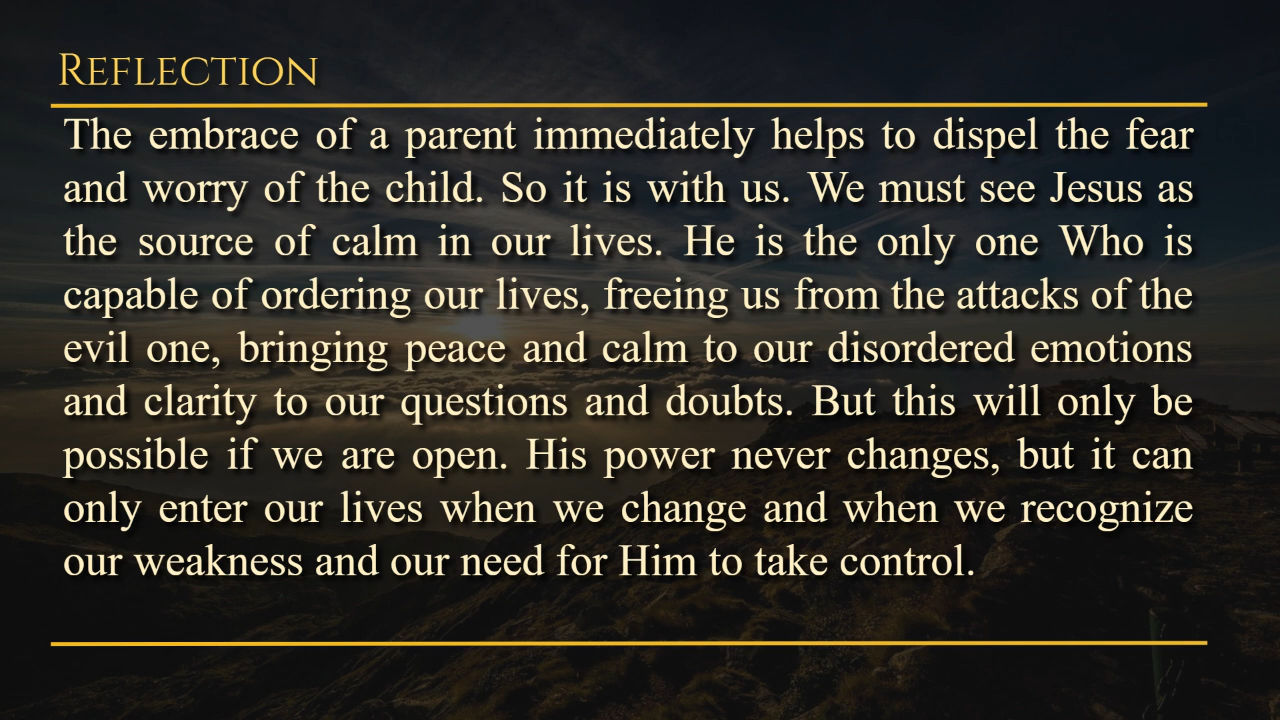 Reflection
The embrace of a parent immediately helps to dispel the fear
and worry of the child. So it is with us. We must see Jesus as
the source of calm in our lives. He is the only one Who is
capable of ordering our lives, freeing us from the attacks of the
evil one, bringing peace and calm to our disordered emotions
and clarity to our questions and doubts. But this will only be
possible if we are open. His power never changes, but it can
only enter our lives when we change and when we recognize
our weakness and our need for Him to take control.